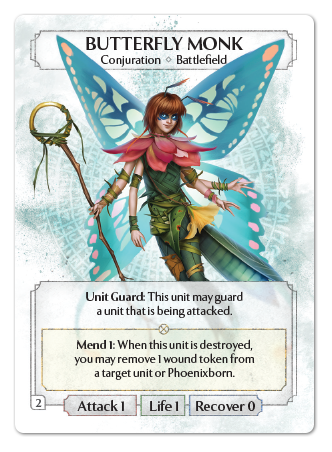 BUTTERFLY MONK
Conjuration ⟐ Battlefield
Unit Guard: This unit may guard
a unit that is being attacked.
Mend 1: When this unit is destroyed,
you may remove 1 wound token from
a target unit or Phoenixborn.
2 Attack 1 Life 1 Recover 0